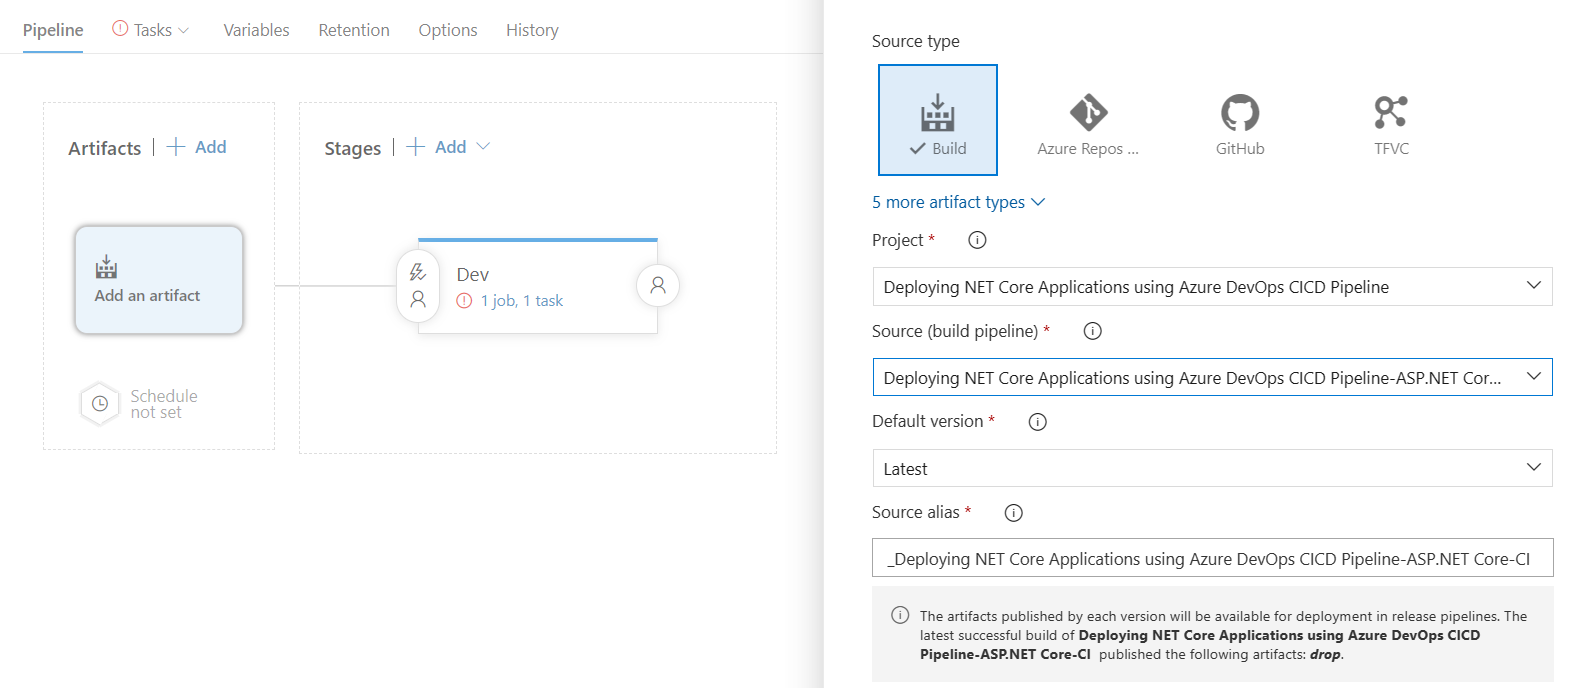 Pipeline
Tasks
Variables
Retention
Options
History
Artifacts | + Add
Add an artifact
Schedule
not set
Stages | + Add
Dev
1 job, 1 task
Source type
Build
Azure Repos ...
GitHub
TFVC
5 more artifact types
Project *
Deploying NET Core Applications using Azure DevOps CICD Pipeline
Source (build pipeline) *
Deploying NET Core Applications using Azure DevOps CICD Pipeline-ASP.NET Cor...
Default version *
Latest
Source alias *
_Deploying NET Core Applications using Azure DevOps CICD Pipeline-ASP.NET Core-CI
The artifacts published by each version will be available for deployment in release pipelines. The
latest successful build of Deploying NET Core Applications using Azure DevOps CICD
Pipeline-ASP.NET Core-CI published the following artifacts: drop.